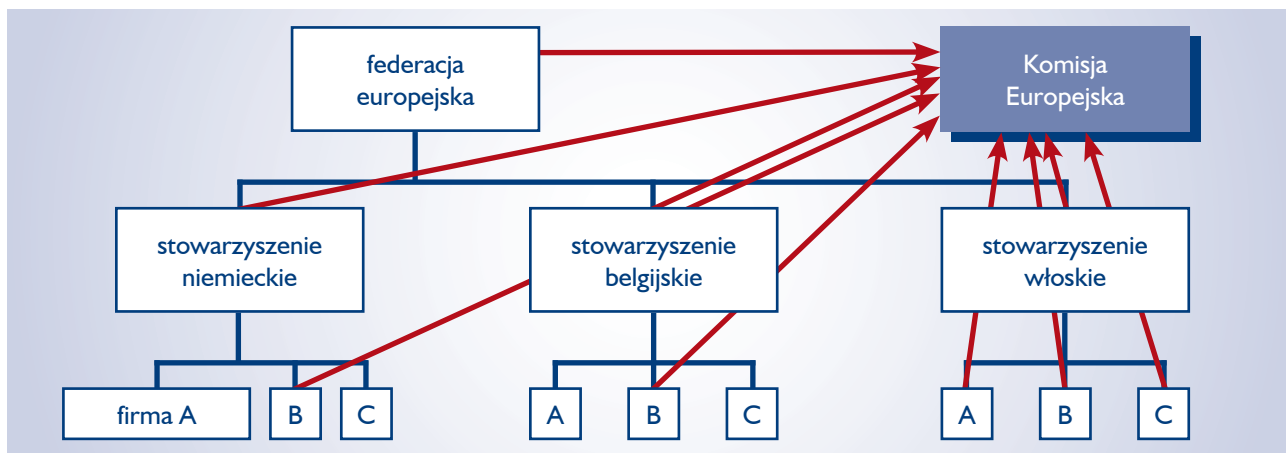 federacja
europejska
Komisja
Europejska
stowarzyszenie
niemieckie
stowarzyszenie
belgijskie
stowarzyszenie
włoskie
firma A
B
C
A
B
C
A
B
C